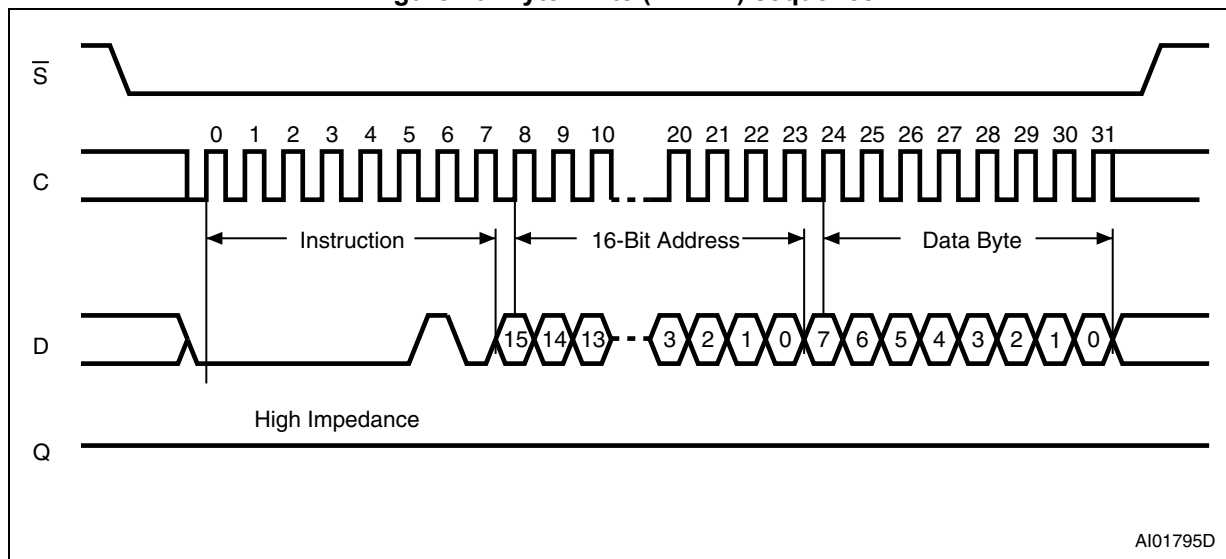 S
0 1 2 3 4 5 6 7 8 9 10 20 21 22 23 24 25 26 27 28 29 30 31
C
Instruction 16-Bit Address Data Byte
D 15 14 13 3 2 1 0 7 6 5 4 3 2 1 0
High Impedance
Q
AI01795D